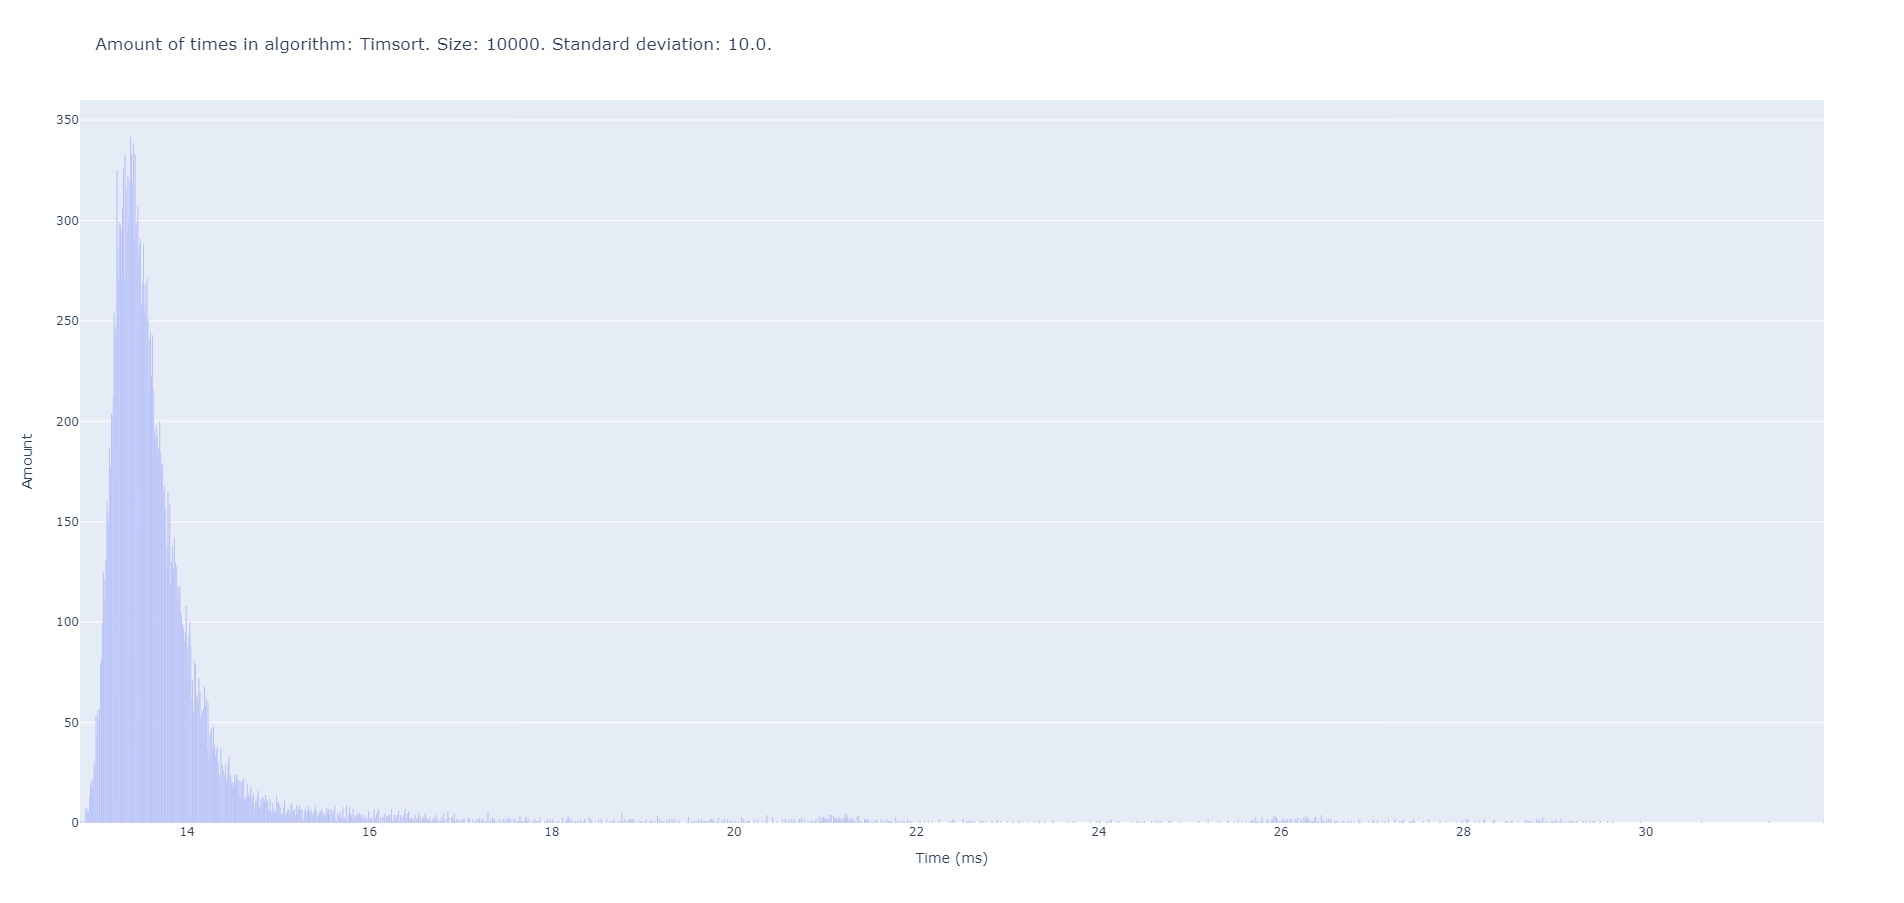 Amount of times in algorithm: Timsort. Size: 10000. Standard deviation: 10.0.
350
300
250
200
150
100
50
0
Amount
14 16 18 20 22 24 26 28 30
Time (ms)